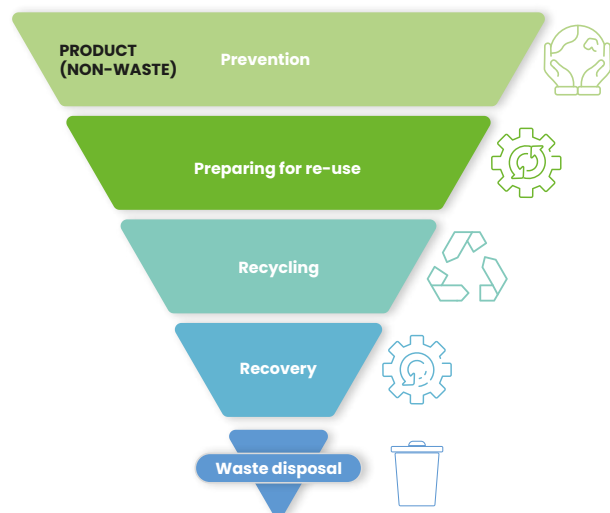 PRODUCT
(NON-WASTE)
Prevention
Preparing for re-use
Recycling
Recovery
Waste disposal